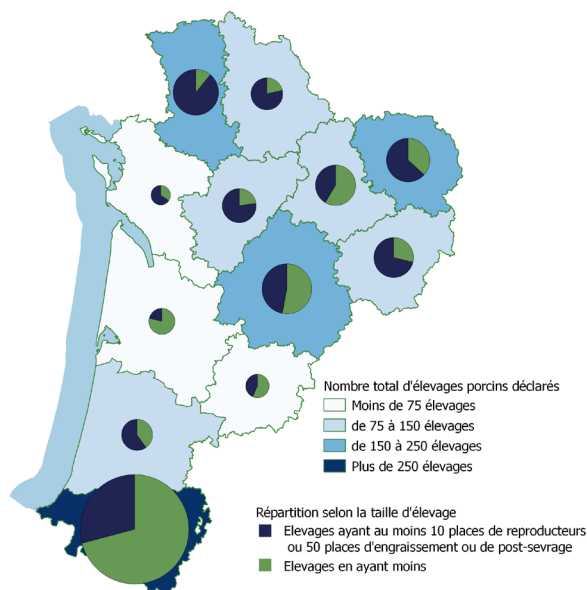 Nombre total d'élevages porcins déclarés
Moins de 75 élevages
de 75 à 150 élevages
de 150 à 250 élevages
Plus de 250 élevages
Répartition selon la taille d'élevage
Elevages ayant au moins 10 places de reproducteurs
ou 50 places d'engraissement ou de post-sevrage
Elevages en ayant moins